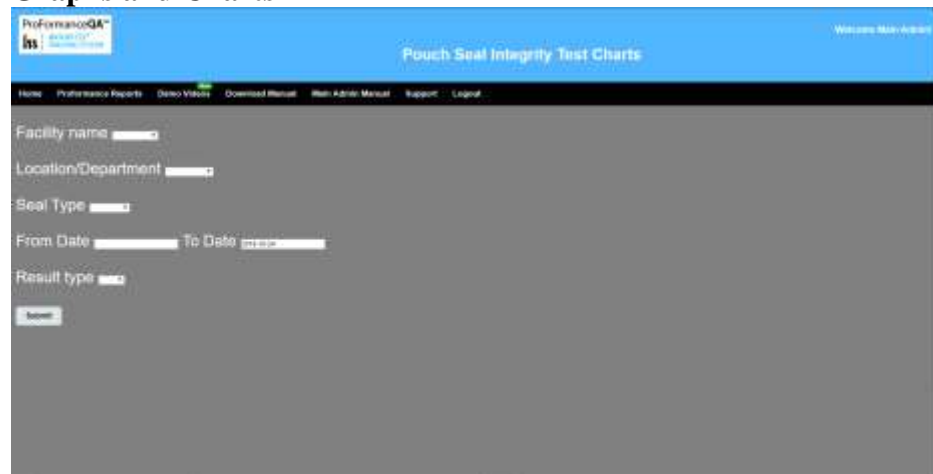 Graphs and Charts
ProFormanceQA™
Welcome Main Admin!
Pouch Seal Integrity Test Charts
Home Proformance Reports Demo Videos Download Manual Main Admin Manual Support Logout
Facility name
Location/Department
Seal Type
From Date To Date
Result type
Submit